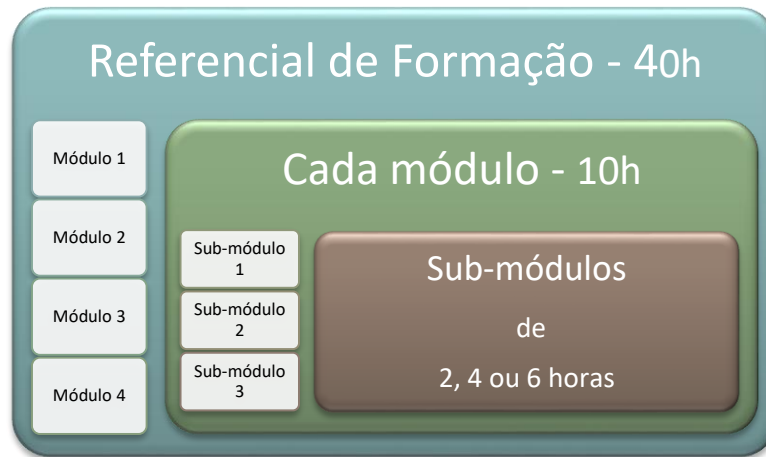 Referencial de Formação - 40h
Módulo 1
Módulo 2
Módulo 3
Módulo 4
Cada módulo - 10h
Sub-módulo
1
Sub-módulo
2
Sub-módulo
3
Sub-módulos
de
2, 4 ou 6 horas